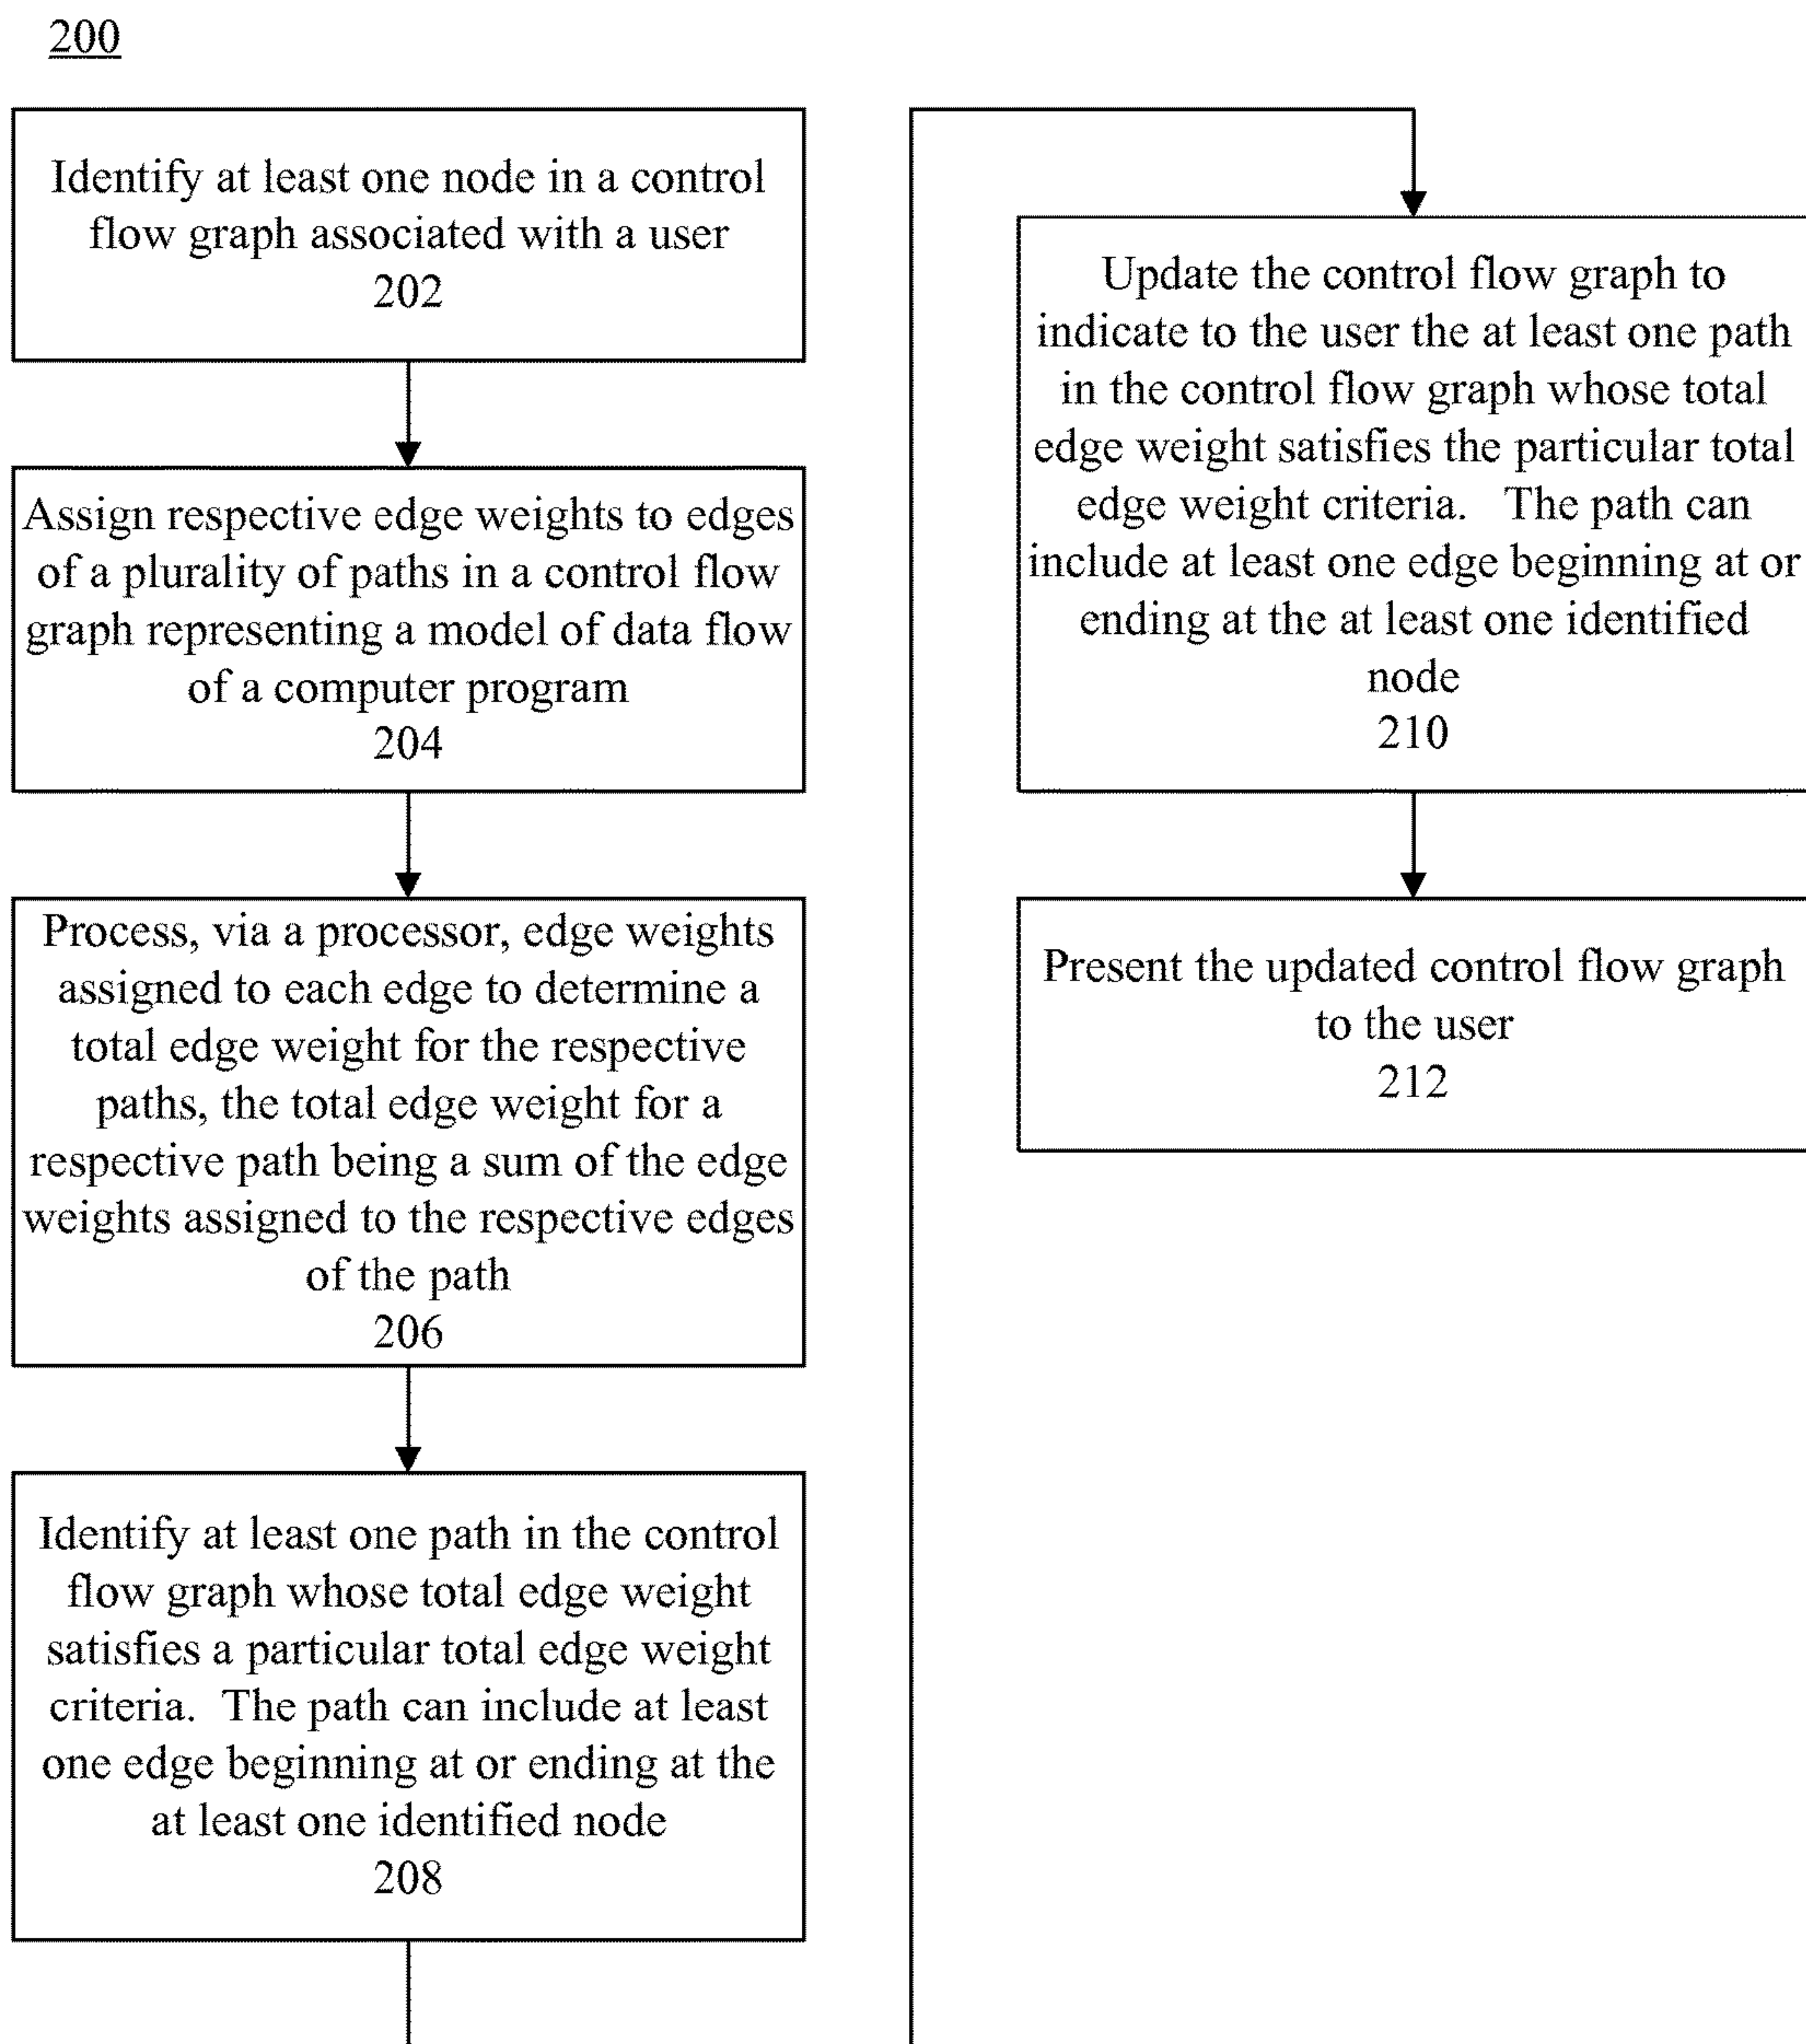 200
Identify at least one node in a control
flow graph associated with a user
202
Assign respective edge weights to edges
of a plurality of paths in a control flow
graph representing a model of data flow
of a computer program
204
Process, via a processor, edge weights
assigned to each edge to determine a
total edge weight for the respective
paths, the total edge weight for a
respective path being a sum of the edge
weights assigned to the respective edges
of the path
206
Identify at least one path in the control
flow graph whose total edge weight
satisfies a particular total edge weight
criteria. The path can include at least
one edge beginning at or ending at the
at least one identified node
208
Update the control flow graph to
indicate to the user the at least one path
in the control flow graph whose total
edge weight satisfies the particular total
edge weight criteria. The path can
include at least one edge beginning at or
ending at the at least one identified
node
210
Present the updated control flow graph
to the user
212